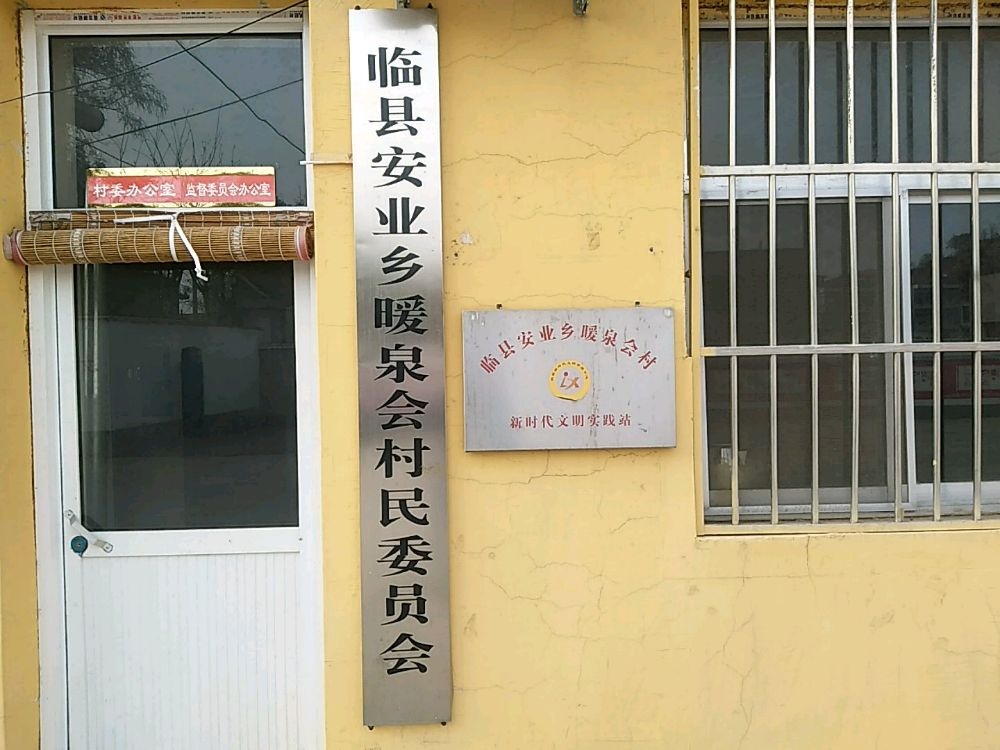 村委办公室 监督委员会办公室
临县安业乡暖泉会村民委员会
临县安业乡暖泉会村
新时代文明实践站